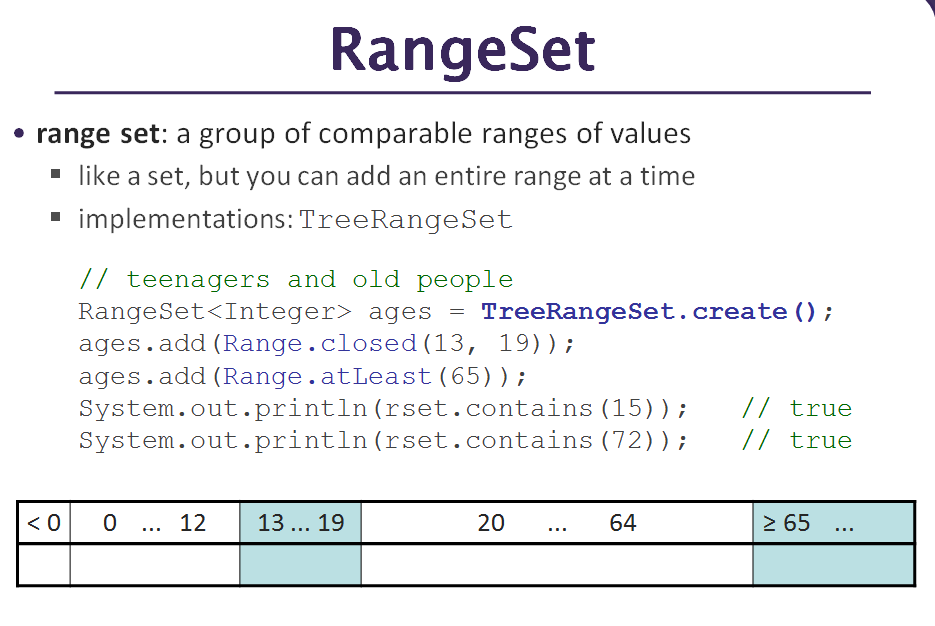 RangeSet
• range set: a group of comparable ranges of values
▪ like a set, but you can add an entire range at a time
▪ implementations: TreeRangeSet
// teenagers and old people
RangeSet<Integer> ages = TreeRangeSet.create();
ages.add(Range.closed(13, 19));
ages.add(Range.atLeast(65));
System.out.println(rset.contains(15)); // true
System.out.println(rset.contains(72)); // true
< 0 0 ... 12 13 ... 19 20 ... 64 ≥ 65 ...